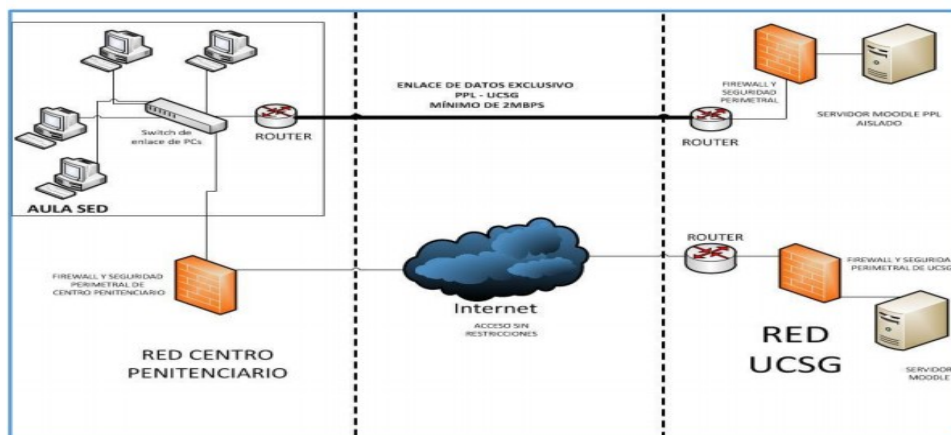 ENLACE DE DATOS EXCLUSIVO
PPL - UCSG
MÍNIMO DE 2MBPS
Switch de
enlace de PCs
ROUTER
AULA SED
ROUTER
FIREWALL Y
SEGURIDAD
PERIMETRAL
SERVIDOR MOODLE PPL
AISLADO
FIREWALL Y SEGURIDAD
PERIMETRAL DE
CENTRO PENITENCIARIO
Internet
ACCESO SIN
RESTRICCIONES
ROUTER
FIREWALL Y SEGURIDA
PERIMETRAL DE UCSG
RED CENTRO
PENITENCIARIO
RED
UCSG
SERVIDOR
MOODLE